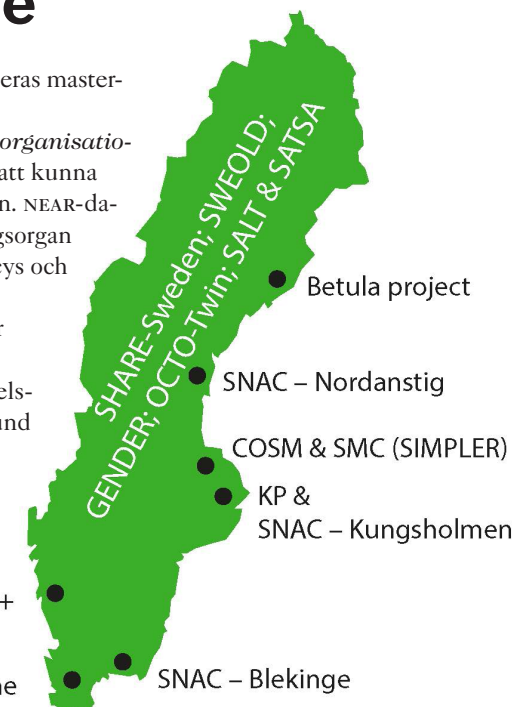 e
eras master-
organisatio-
att kunna
n. NEAR-da-
gsorgan
eys och
r
els-
und
SHARE-Sweden; SWEOLD;
GENDER; OCTO-Twin; SALT & SATSA
Betula project
SNAC – Nordanstig
COSM & SMC (SIMPLER)
KP &
SNAC – Kungsholmen
+
SNAC – Blekinge
ne